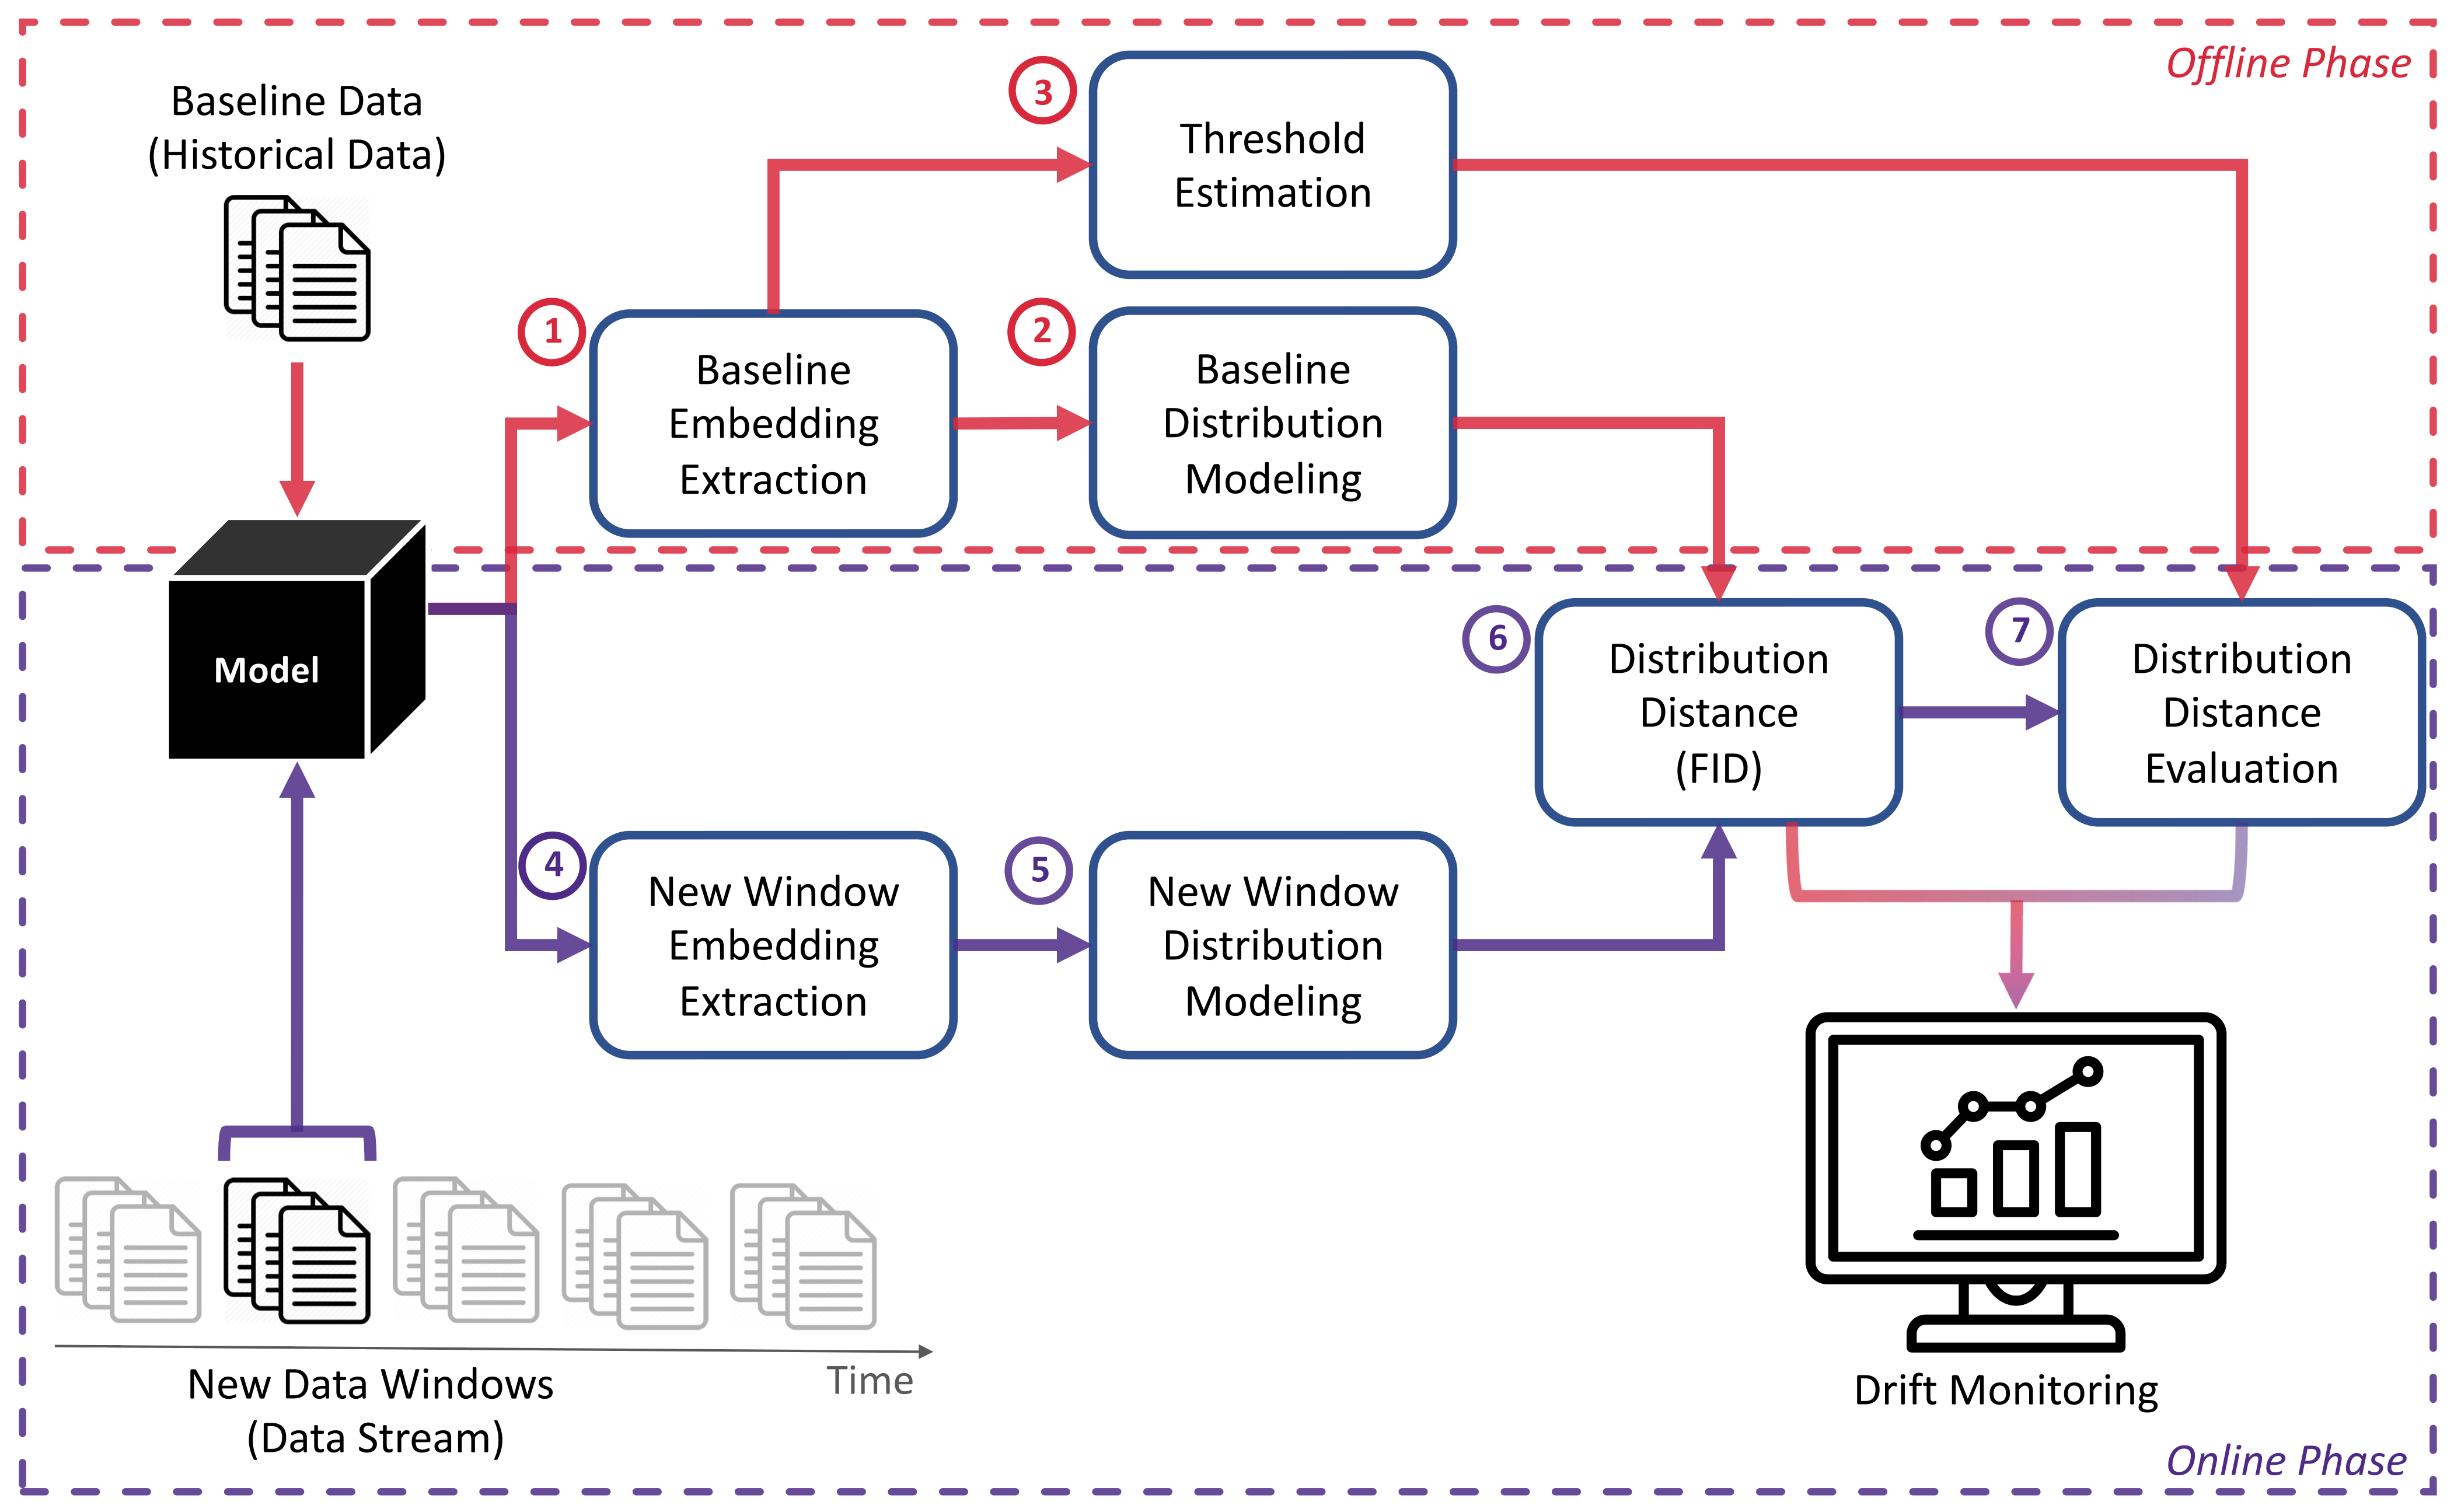 Offline Phase
Baseline Data
(Historical Data)
3
Threshold
Estimation
1
Baseline
Embedding
Extraction
2
Baseline
Distribution
Modeling
Model
6
Distribution
Distance
(FID)
7
Distribution
Distance
Evaluation
4
New Window
Embedding
Extraction
5
New Window
Distribution
Modeling
Time
New Data Windows
(Data Stream)
Drift Monitoring
Online Phase